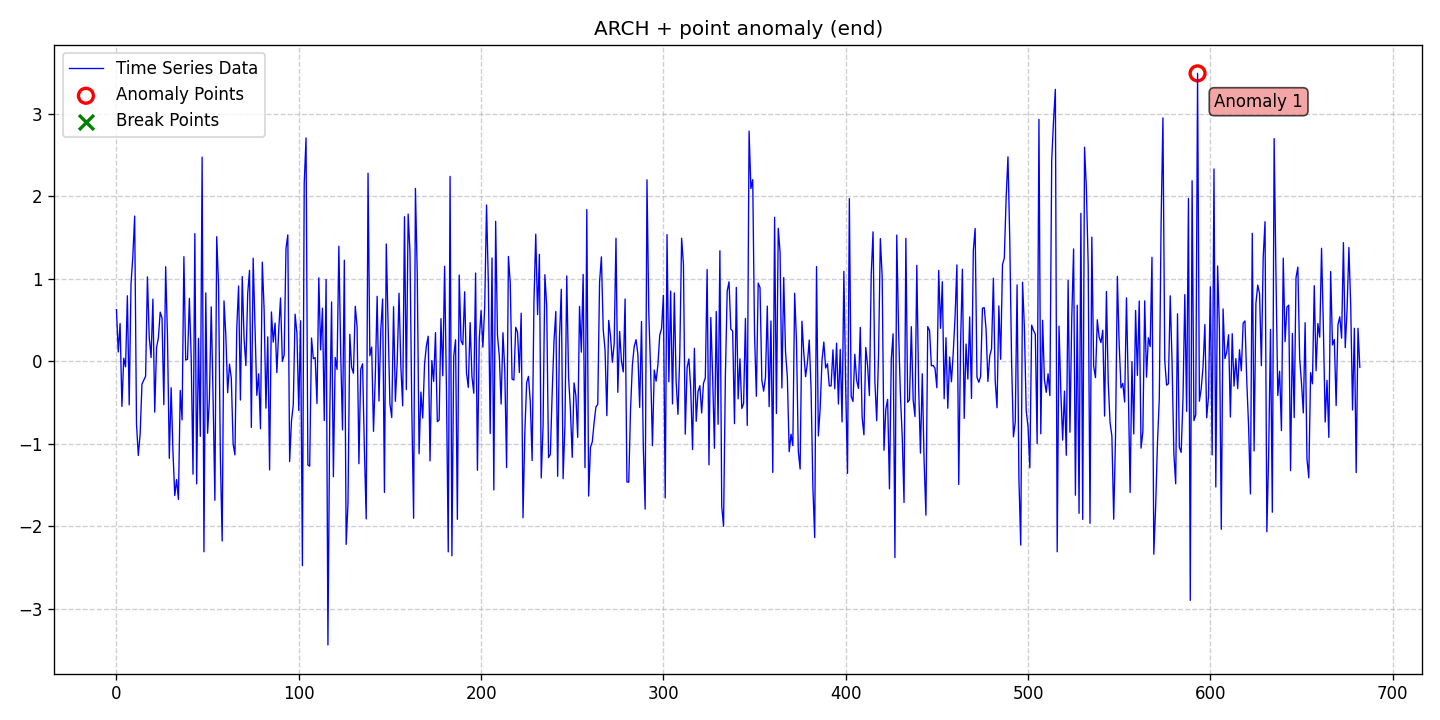 ARCH + point anomaly (end)
Time Series Data
Anomaly Points
Break Points
Anomaly 1
3
2
1
0
−1
−2
−3
0 100 200 300 400 500 600 700